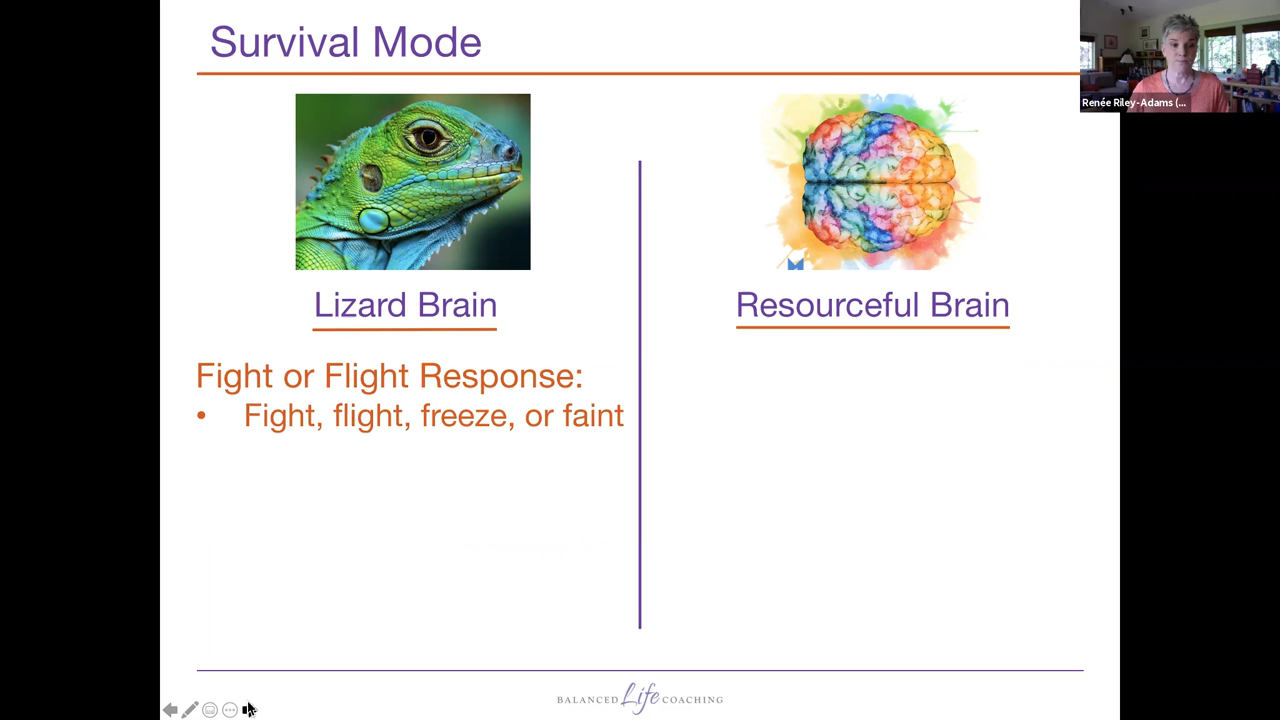 Survival Mode
Renée Riley-Adams (...
Lizard Brain
Resourceful Brain
Fight or Flight Response:
• Fight, flight, freeze, or faint
BALANCED Life COACHING